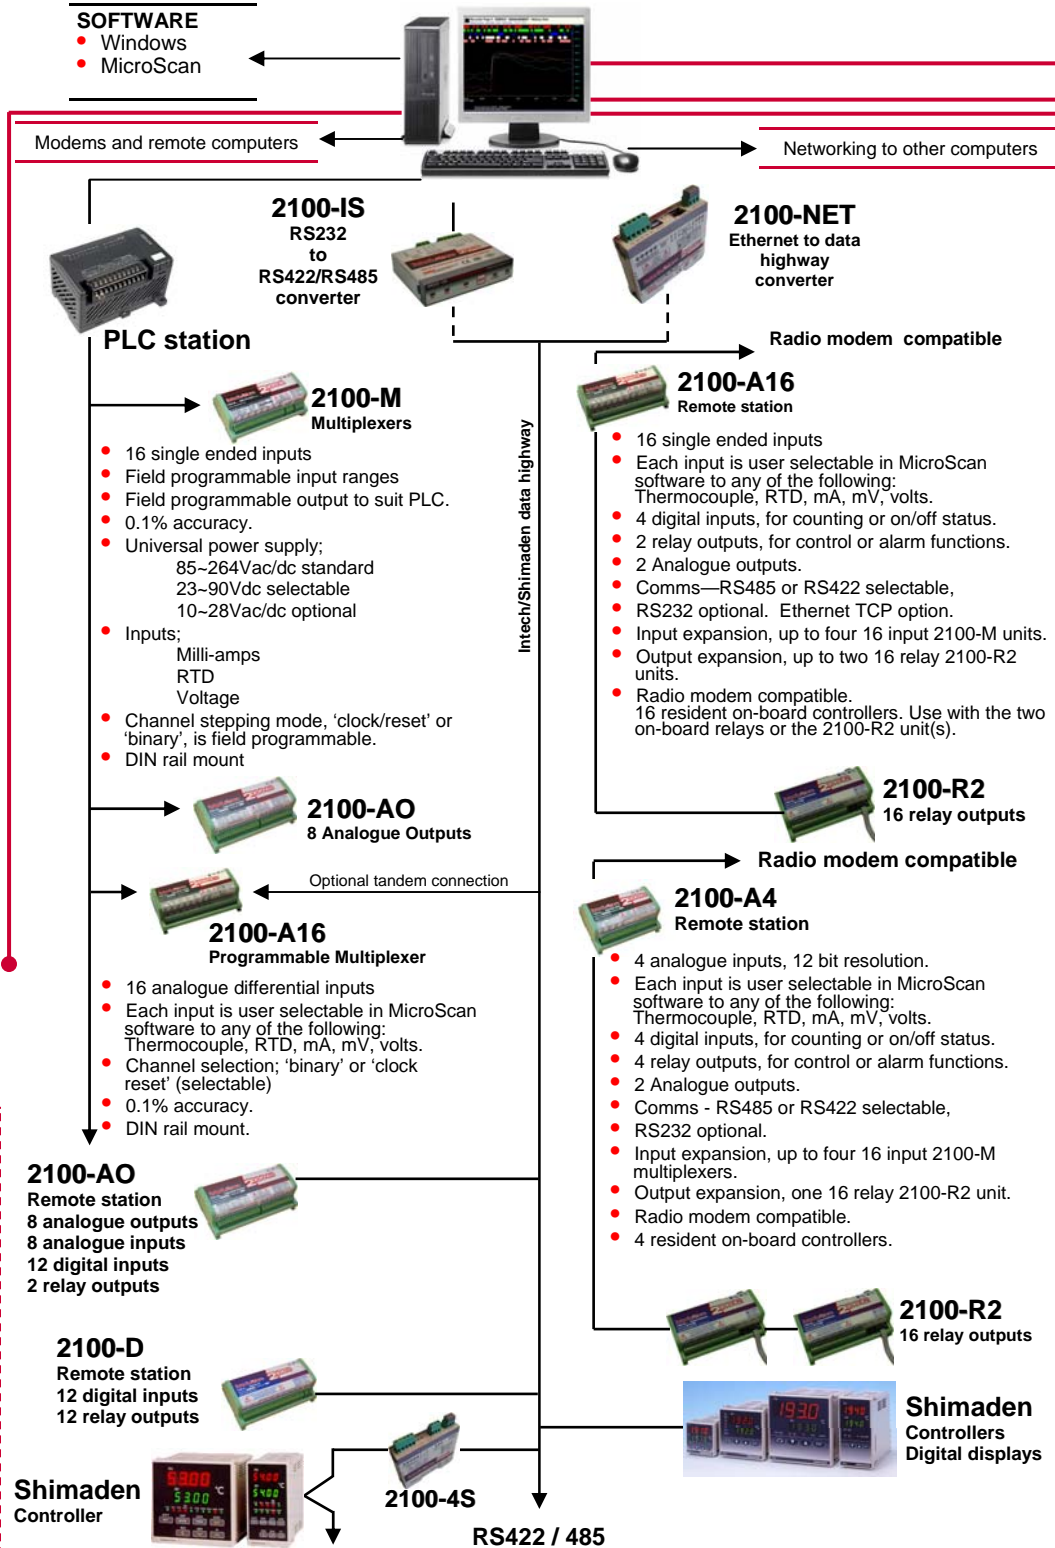 SOFTWARE
• Windows
• MicroScan
Modems and remote computers
Networking to other computers
2100-IS
RS232
to
RS422/RS485
converter
2100-NET
Ethernet to data
highway
converter
PLC station
Radio modem compatible
2100-M
Multiplexers
• 16 single ended inputs
• Field programmable input ranges
• Field programmable output to suit PLC.
• 0.1% accuracy.
• Universal power supply;
85~264Vac/dc standard
23~90Vdc selectable
10~28Vac/dc optional
• Inputs;
Milli-amps
RTD
Voltage
• Channel stepping mode, ‘clock/reset’ or
‘binary’, is field programmable.
• DIN rail mount
Intech/Shimaden data highway
2100-A16
Remote station
• 16 single ended inputs
• Each input is user selectable in MicroScan
software to any of the following:
Thermocouple, RTD, mA, mV, volts.
• 4 digital inputs, for counting or on/off status.
• 2 relay outputs, for control or alarm functions.
• 2 Analogue outputs.
• Comms—RS485 or RS422 selectable,
• RS232 optional. Ethernet TCP option.
• Input expansion, up to four 16 input 2100-M units.
• Output expansion, up to two 16 relay 2100-R2
units.
• Radio modem compatible.
16 resident on-board controllers. Use with the two
on-board relays or the 2100-R2 unit(s).
2100-R2
16 relay outputs
2100-AO
8 Analogue Outputs
Optional tandem connection
2100-A16
Programmable Multiplexer
• 16 analogue differential inputs
• Each input is user selectable in MicroScan
software to any of the following:
Thermocouple, RTD, mA, mV, volts.
• Channel selection; ‘binary’ or ‘clock
reset’ (selectable)
• 0.1% accuracy.
• DIN rail mount.
Radio modem compatible
2100-A4
Remote station
• 4 analogue inputs, 12 bit resolution.
• Each input is user selectable in MicroScan
software to any of the following:
Thermocouple, RTD, mA, mV, volts.
• 4 digital inputs, for counting or on/off status.
• 4 relay outputs, for control or alarm functions.
• 2 Analogue outputs.
• Comms - RS485 or RS422 selectable,
• RS232 optional.
• Input expansion, up to four 16 input 2100-M
multiplexers.
• Output expansion, one 16 relay 2100-R2 unit.
• Radio modem compatible.
• 4 resident on-board controllers.
2100-R2
16 relay outputs
2100-AO
Remote station
8 analogue outputs
8 analogue inputs
12 digital inputs
2 relay outputs
2100-D
Remote station
12 digital inputs
12 relay outputs
Shimaden
Controllers
Digital displays
Shimaden
Controller
2100-4S
RS422 / 485